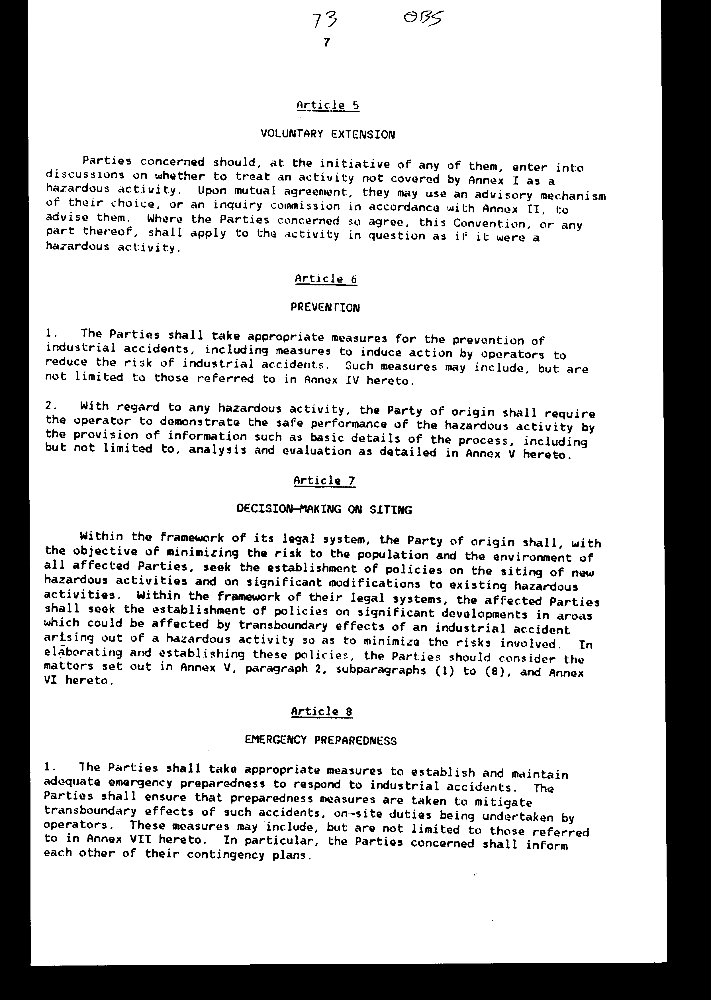 73 OBS
7
Article 5
VOLUNTARY EXTENSION
Parties concerned should, at the initiative of any of them, enter into
discussions on whether to treat an activity not covered by Annex I as a
hazardous activity. Upon mutual agreement, they may use an advisory mechanism
of their choice, or an inquiry commission in accordance with Annex II, to
advise them. Where the Parties concerned so agree, this Convention, or any
part thereof, shall apply to the activity in question as if it were a
hazardous activity.
Article 6
PREVENTION
1. The Parties shall take appropriate measures for the prevention of
industrial accidents, including measures to induce action by operators to
reduce the risk of industrial accidents. Such measures may include, but are
not limited to those referred to in Annex IV hereto.
2. With regard to any hazardous activity, the Party of origin shall require
the operator to demonstrate the safe performance of the hazardous activity by
the provision of information such as basic details of the process, including
but not limited to, analysis and evaluation as detailed in Annex V hereto.
Article 7
DECISION-MAKING ON SITING
Within the framework of its legal system, the Party of origin shall, with
the objective of minimizing the risk to the population and the environment of
all affected Parties, seek the establishment of policies on the siting of new
hazardous activities and on significant modifications to existing hazardous
activities. Within the framework of their legal systems, the affected Parties
shall seek the establishment of policies on significant developments in areas
which could be affected by transboundary effects of an industrial accident
arising out of a hazardous activity so as to minimize the risks involved. In
elaborating and establishing these policies, the Parties should consider the
matters set out in Annex V, paragraph 2, subparagraphs (1) to (8), and Annex
VI hereto.
Article 8
EMERGENCY PREPAREDNESS
1. The Parties shall take appropriate measures to establish and maintain
adequate emergency preparedness to respond to industrial accidents. The
Parties shall ensure that preparedness measures are taken to mitigate
transboundary effects of such accidents, on-site duties being undertaken by
operators. These measures may include, but are not limited to those referred
to in Annex VII hereto. In particular, the Parties concerned shall inform
each other of their contingency plans.